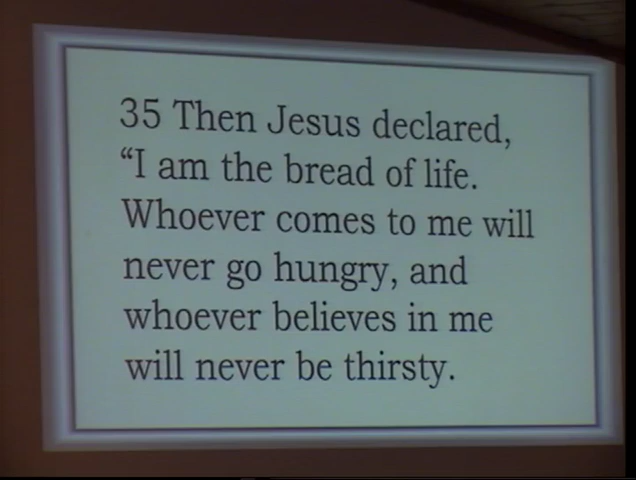 35 Then Jesus declared,
“I am the bread of life.
Whoever comes to me will
never go hungry, and
whoever believes in me
will never be thirsty.